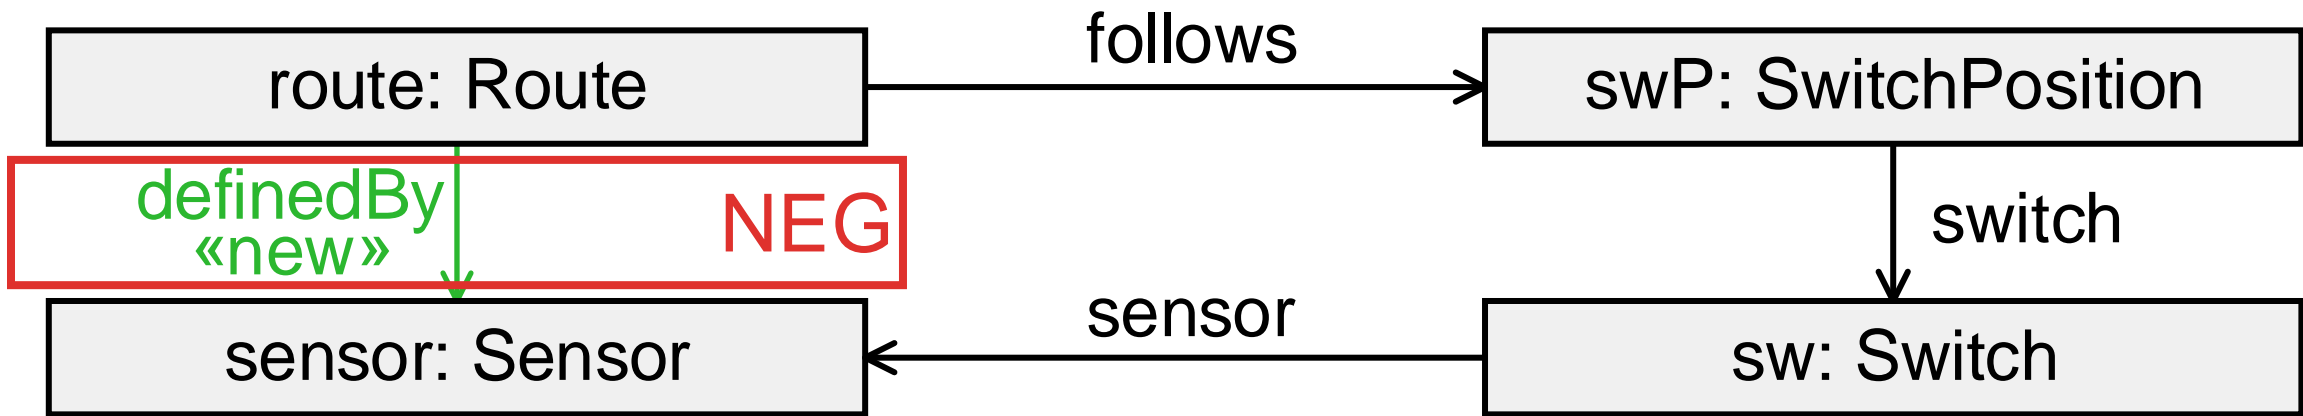 follows
route: Route
swP: SwitchPosition
definedBy
«new»
NEG
switch
sensor
sensor: Sensor
sw: Switch